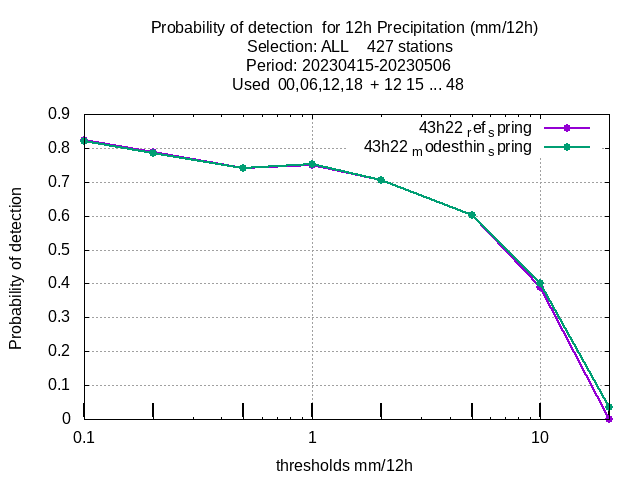 Probability of detection  for 12h Precipitation (mm/12h)
Selection: ALL    427 stations
Period: 20230415-20230506
Used  00,06,12,18  + 12 15 ... 48
43h22 ref spring
43h22 modesthin spring
Probability of detection
0.9
0.8
0.7
0.6
0.5
0.4
0.3
0.2
0.1
0
0.1
1
10
thresholds mm/12h